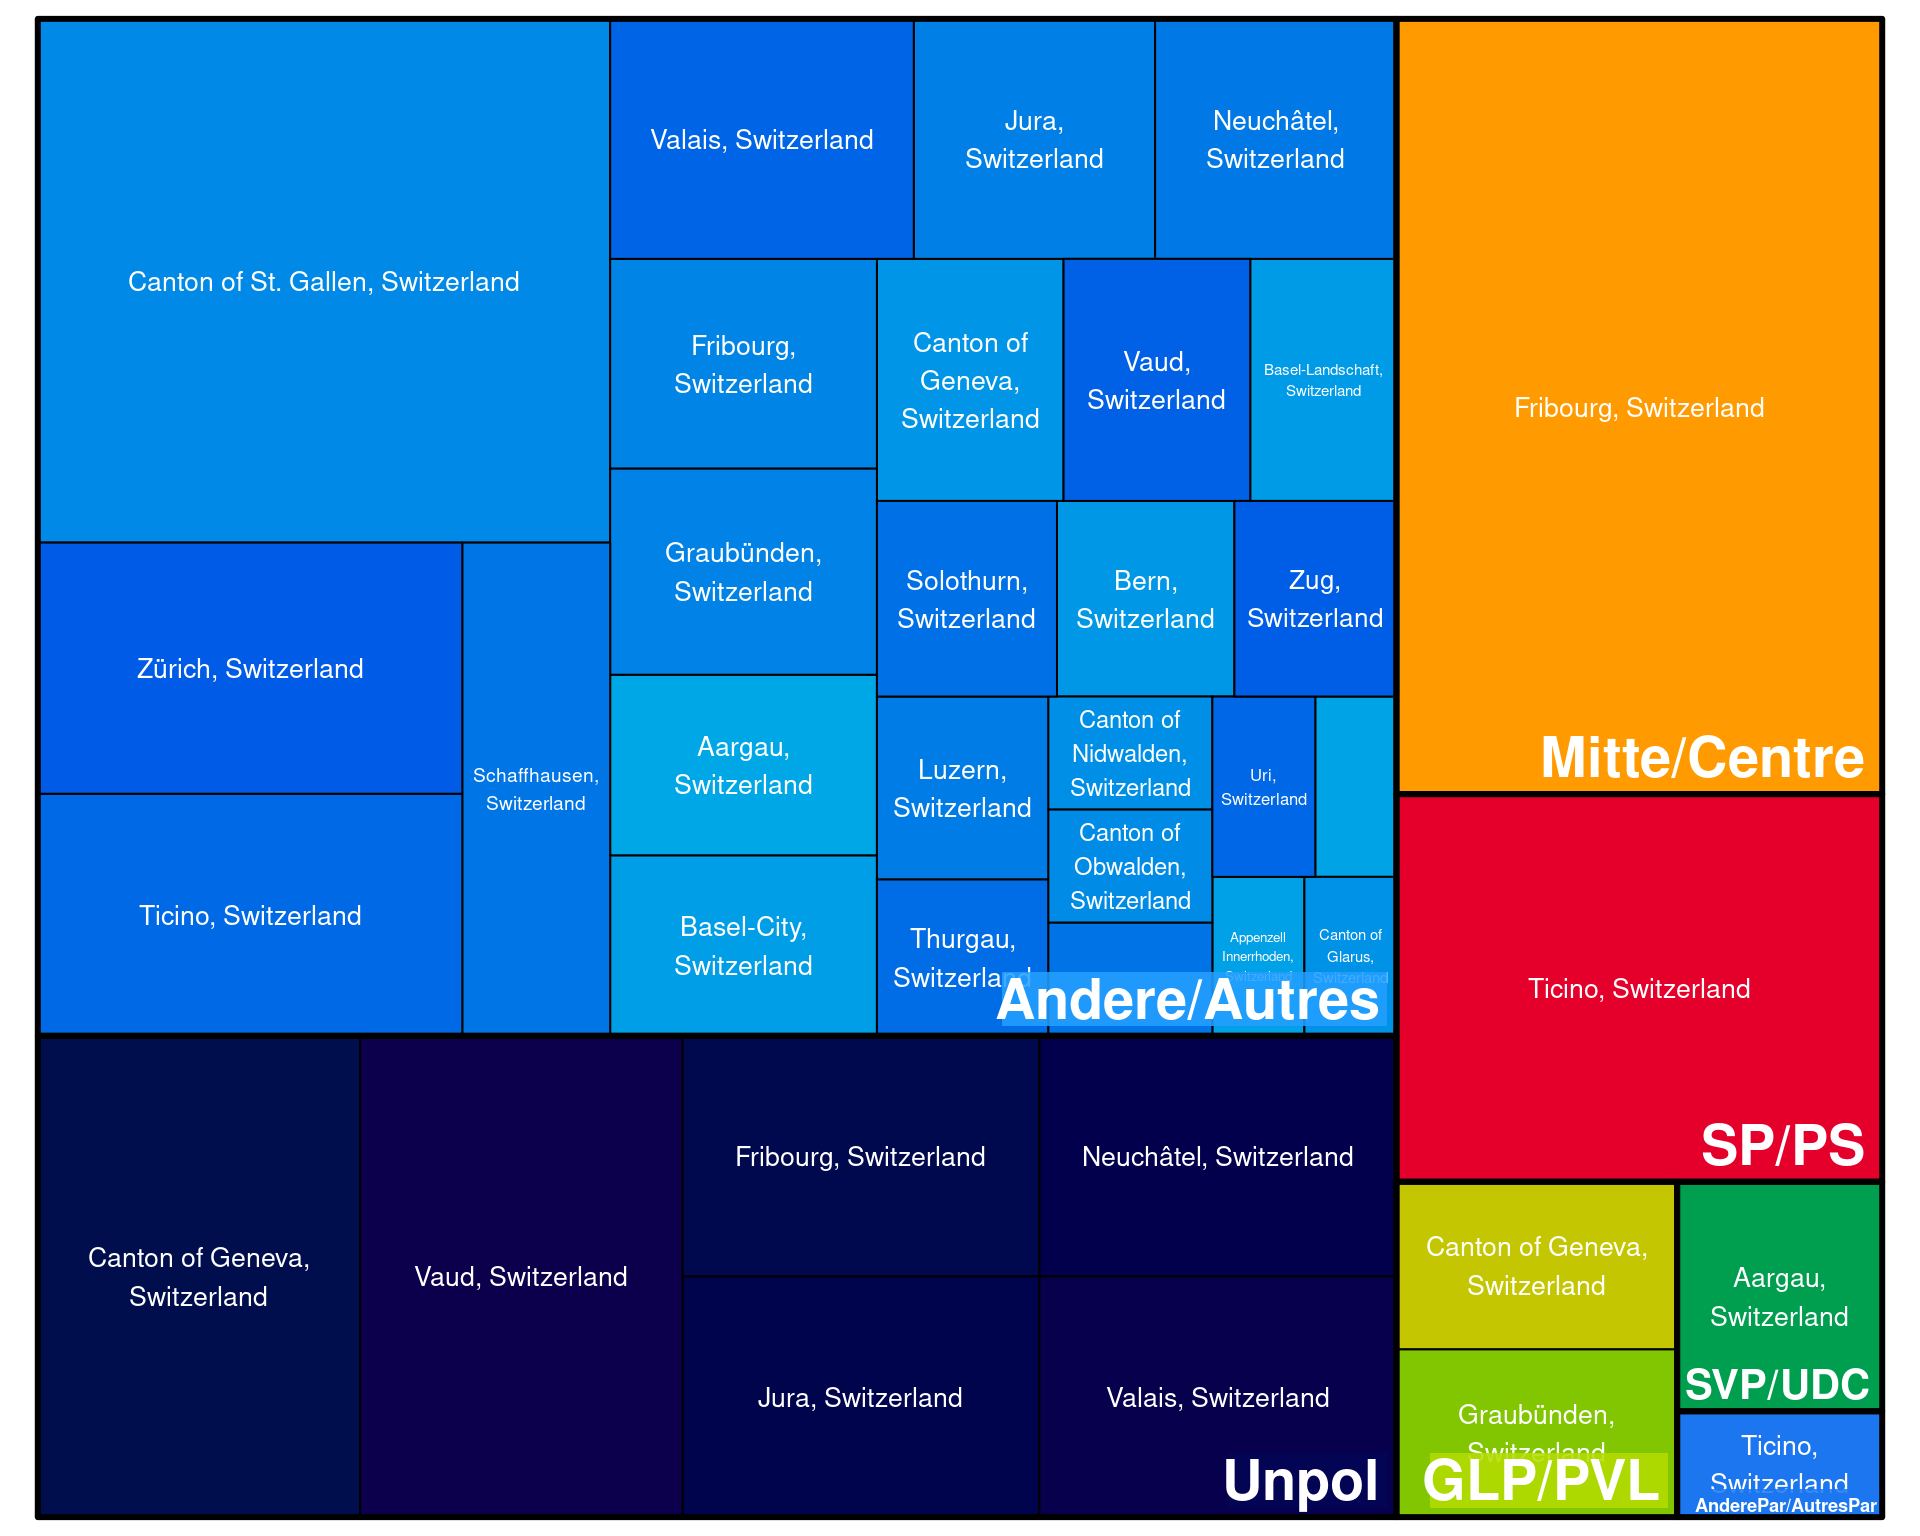 Canton of St. Gallen, Switzerland
Valais, Switzerland
Jura,
Switzerland
Neuchâtel,
Switzerland
Fribourg,
Switzerland
Canton of
Geneva,
Switzerland
Vaud,
Switzerland
Basel-Landschaft,
Switzerland
Graubünden,
Switzerland
Solothurn,
Switzerland
Bern,
Switzerland
Zug,
Switzerland
Zürich, Switzerland
Schaffhausen,
Switzerland
Ticino, Switzerland
Aargau,
Switzerland
Basel-City,
Switzerland
Luzern,
Switzerland
Thurgau,
Switzerland
Canton of
Nidwalden,
Switzerland
Canton of
Obwalden,
Switzerland
Uri,
Switzerland
Appenzell
Innerrhoden,
Switzerland
Canton of
Glarus,
Switzerland
Andere/Autres
Canton of Geneva,
Switzerland
Vaud, Switzerland
Fribourg, Switzerland
Neuchâtel, Switzerland
Jura, Switzerland
Valais, Switzerland
Unpol
Fribourg, Switzerland
Mitte/Centre
Ticino, Switzerland
SP/PS
Canton of Geneva,
Switzerland
Graubünden,
Switzerland
GLP/PVL
Aargau,
Switzerland
SVP/UDC
Ticino,
Switzerland
AnderePar/AutresPar